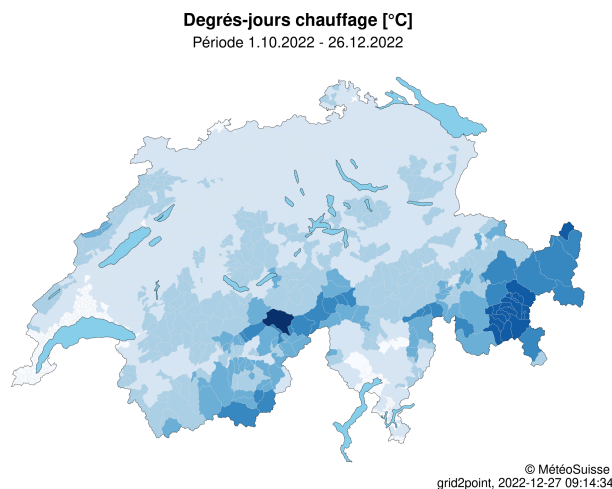 Degrés-jours chauffage [°C]
Période 1.10.2022 - 26.12.2022
© MétéoSuisse
grid2point, 2022-12-27 09:14:34